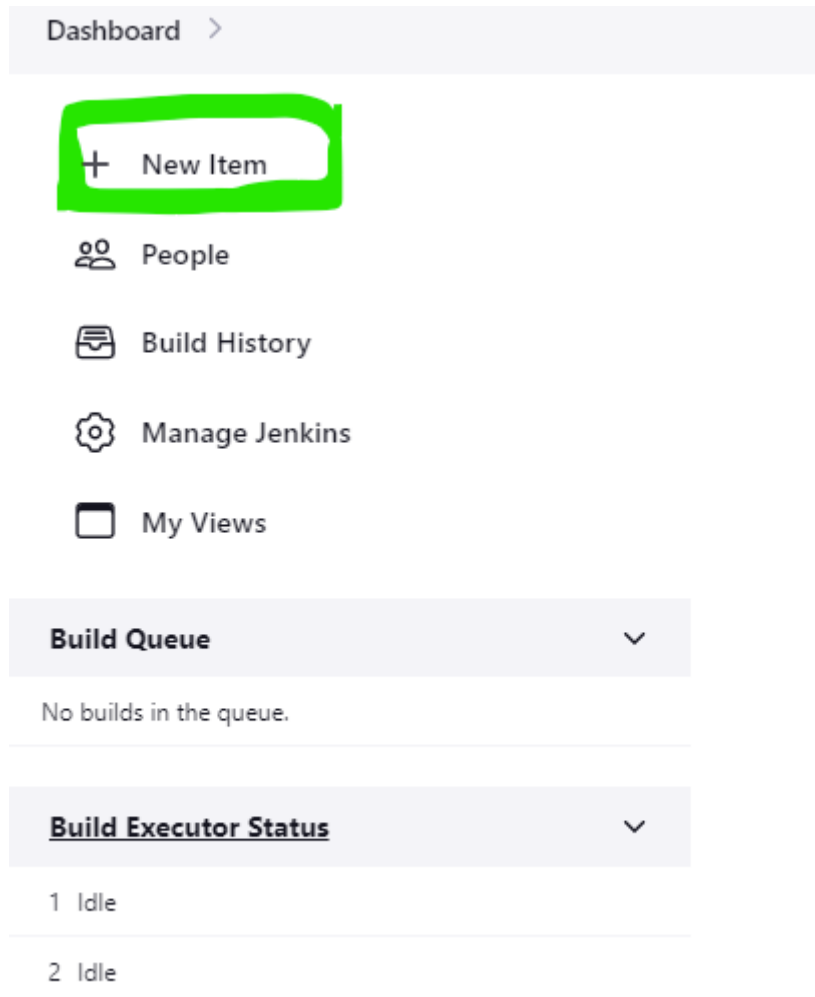 Dashboard
New Item
People
Build History
Manage Jenkins
My Views
Build Queue
No builds in the queue.
Build Executor Status
1 Idle
2 Idle